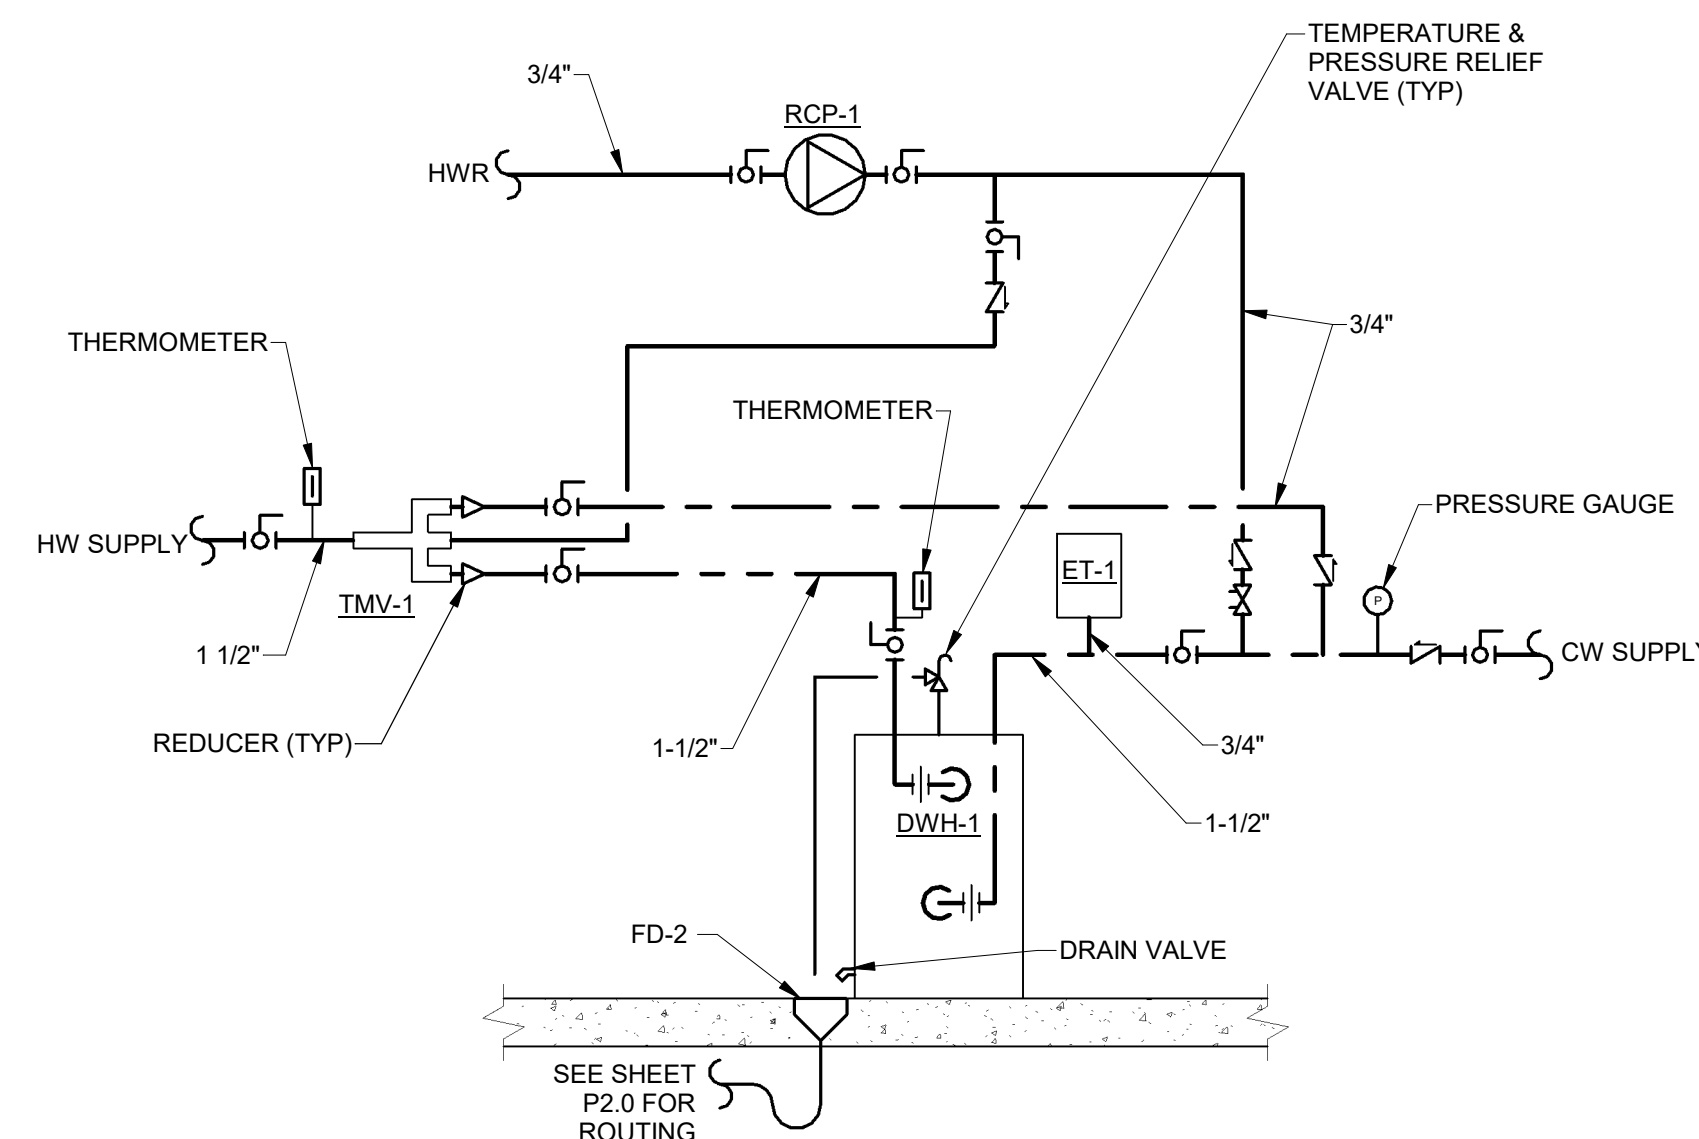 TEMPERATURE &
PRESSURE RELIEF
VALVE (TYP)
3/4"
RCP-1
HWR
3/4"
THERMOMETER
THERMOMETER
PRESSURE GAUGE
HW SUPPLY
ET-1
TMV-1
P
1 1/2"
CW SUPPLY
REDUCER (TYP)
1-1/2"
3/4"
DWH-1
1-1/2"
FD-2
DRAIN VALVE
SEE SHEET
P2.0 FOR
ROUTING